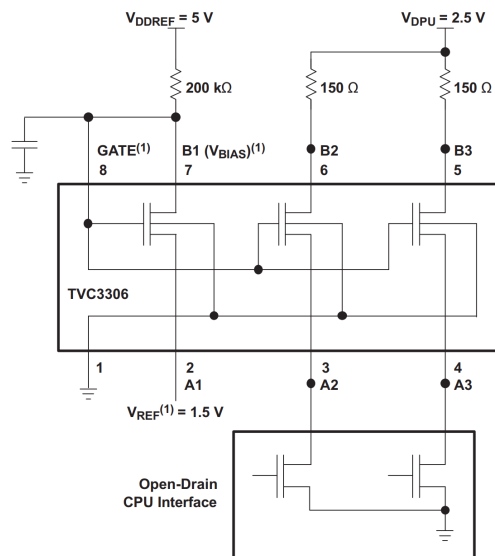 V_DDREF = 5 V
V_DPU = 2.5 V
200 kΩ
150 Ω
150 Ω
GATE(1)
B1 (V_BIAS)(1)
B2
B3
8
7
6
5
TVC3306
1
2
3
4
A1
A2
A3
V_REF(1) = 1.5 V
Open-Drain
CPU Interface